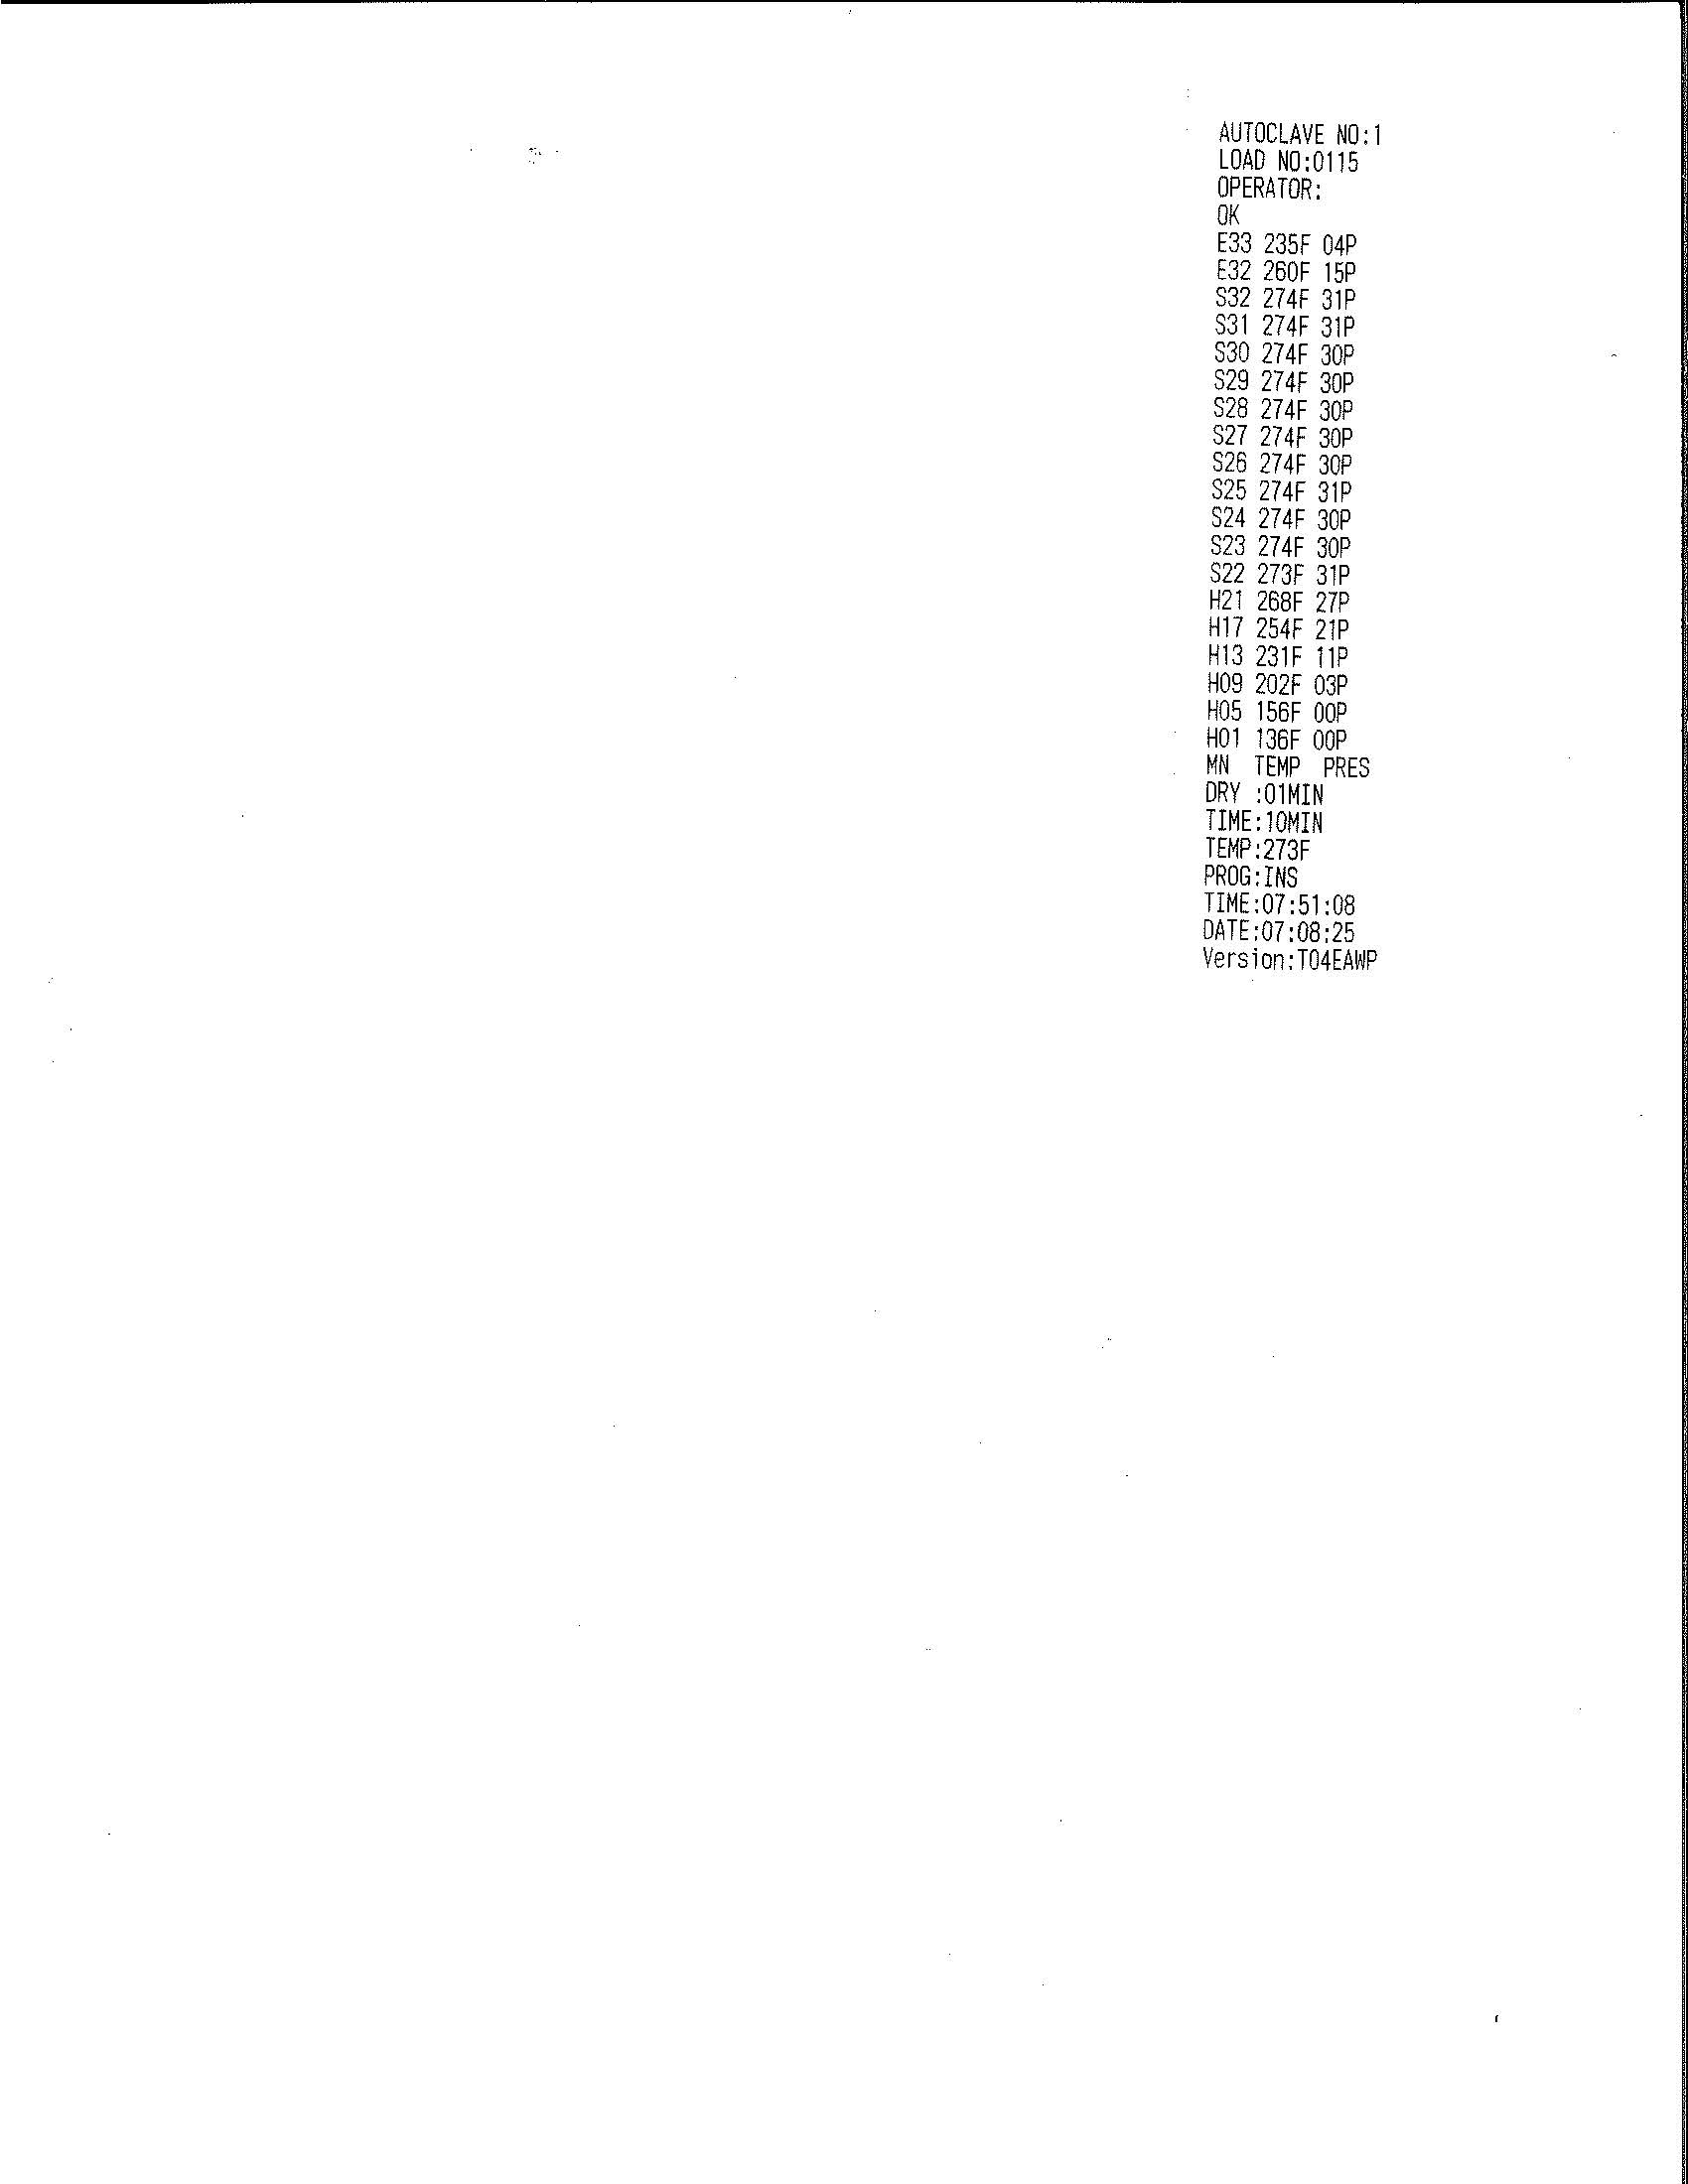 AUTOCLAVE NO:1
LOAD NO:0115
OPERATOR:
OK
E33 235F 04P
E32 260F 15P
S32 274F 31P
S31 274F 31P
S30 274F 30P
S29 274F 30P
S28 274F 30P
S27 274F 30P
S26 274F 30P
S25 274F 31P
S24 274F 30P
S23 274F 30P
S22 273F 31P
H21 268F 27P
H17 254F 21P
H13 231F 11P
H09 202F 03P
H05 156F 00P
H01 136F 00P
MN TEMP PRES
DRY :01MIN
TIME:10MIN
TEMP:273F
PROG:INS
TIME:07:51:08
DATE:07:08:25
Version:T04EAWP